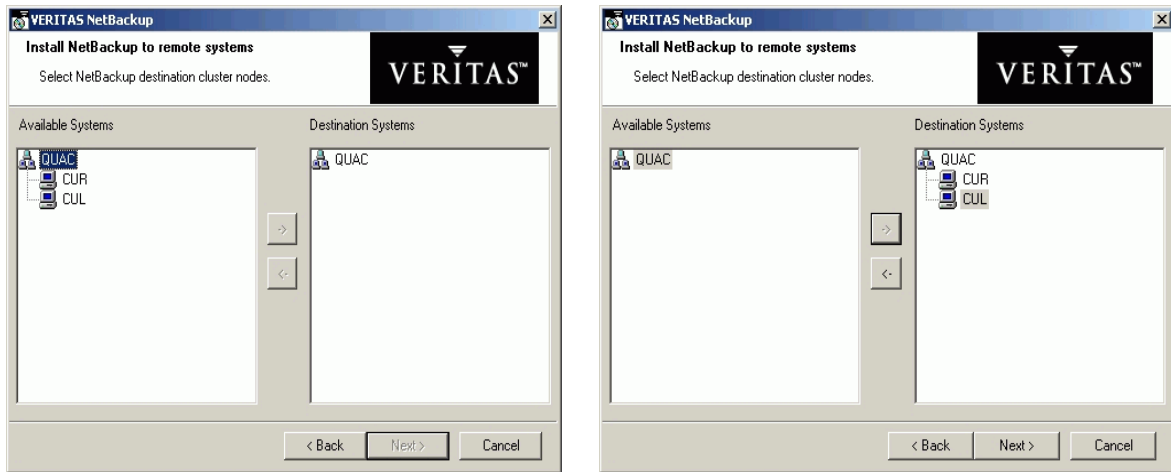 VERITAS NetBackup
Install NetBackup to remote systems
Select NetBackup destination cluster nodes.
VERITAS™
Available Systems
Destination Systems
QUAC
CUR
CUL
QUAC
->
<-
< Back
Next >
Cancel
VERITAS NetBackup
Install NetBackup to remote systems
Select NetBackup destination cluster nodes.
VERITAS™
Available Systems
Destination Systems
QUAC
QUAC
CUR
CUL
->
<-
< Back
Next >
Cancel